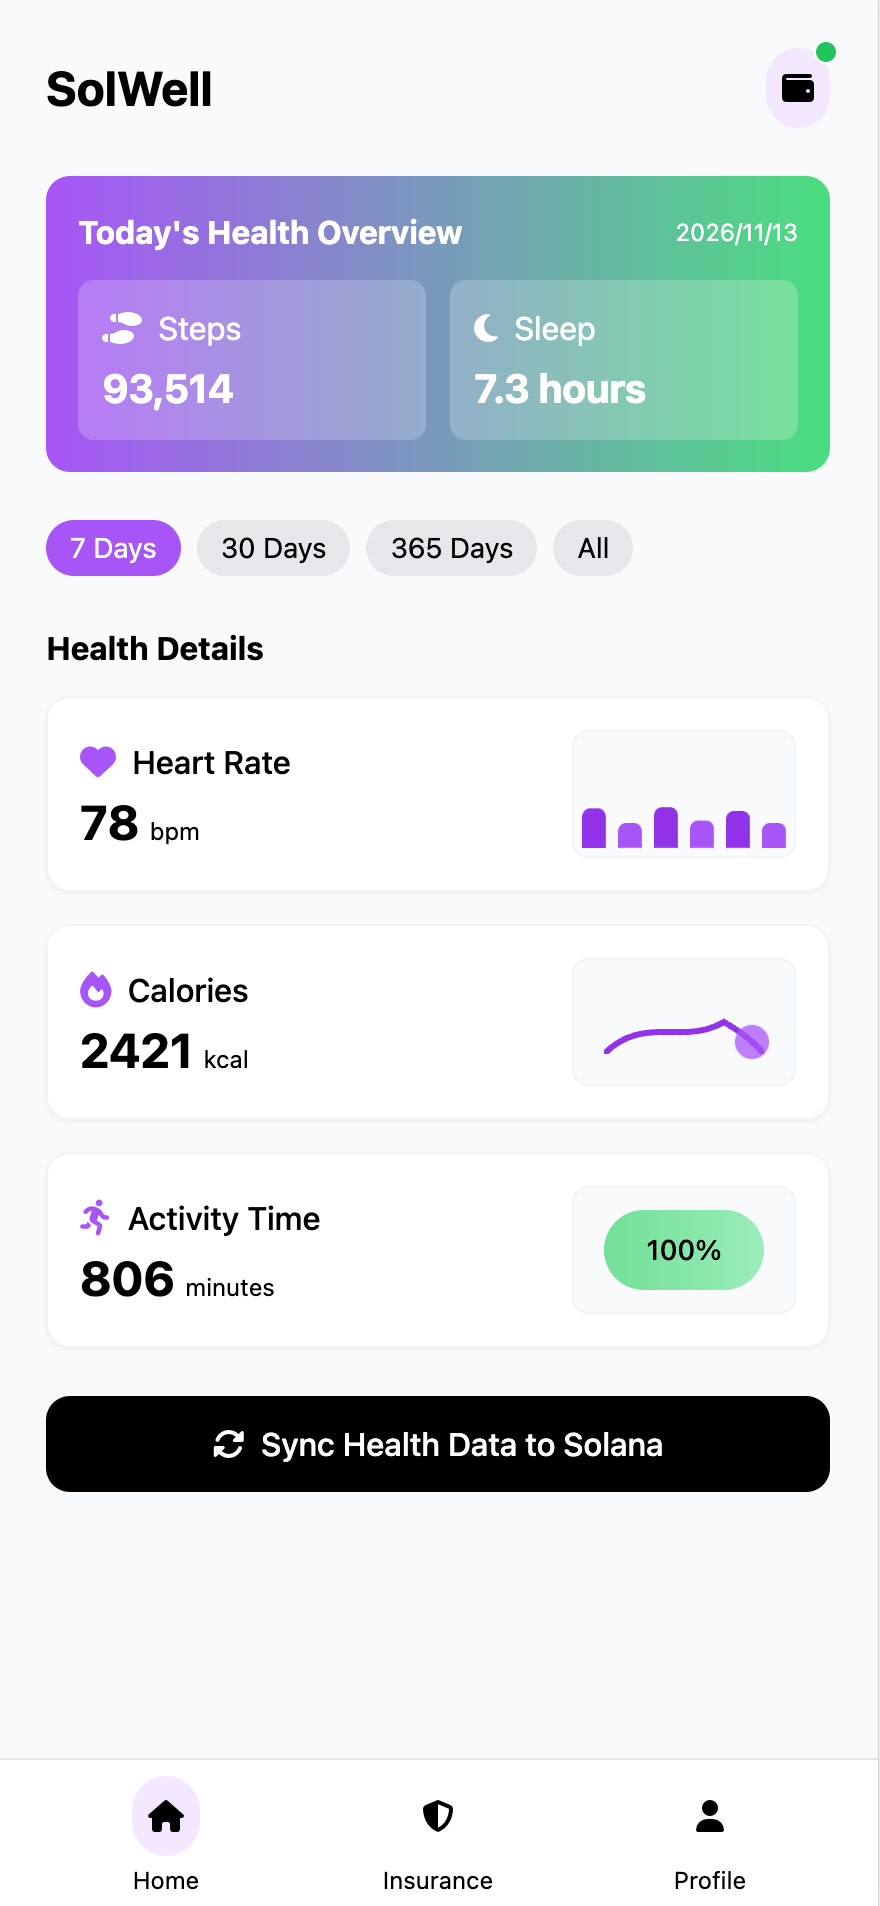 SolWell
Today's Health Overview
2026/11/13
Steps
93,514
Sleep
7.3 hours
7 Days
30 Days
365 Days
All
Health Details
Heart Rate
78 bpm
Calories
2421 kcal
Activity Time
806 minutes
100%
Sync Health Data to Solana
Home
Insurance
Profile